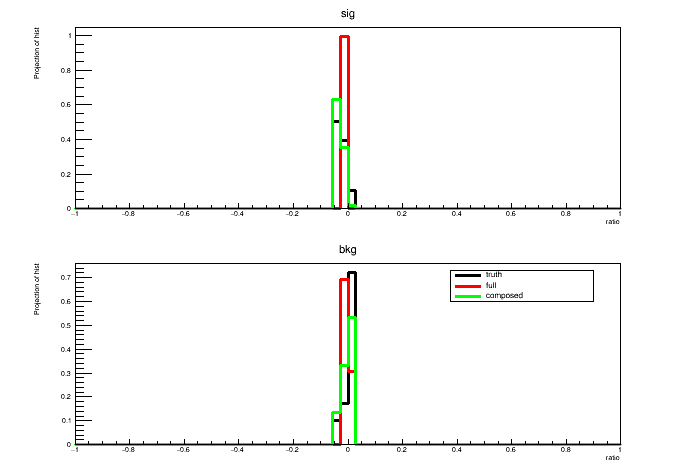 sig
Projection of hist
1
0.8
0.6
0.4
0.2
0
−1 −0.8 −0.6 −0.4 −0.2 0 0.2 0.4 0.6 0.8 1
ratio
bkg
Projection of hist
truth
full
composed
0.7
0.6
0.5
0.4
0.3
0.2
0.1
0
−1 −0.8 −0.6 −0.4 −0.2 0 0.2 0.4 0.6 0.8 1
ratio